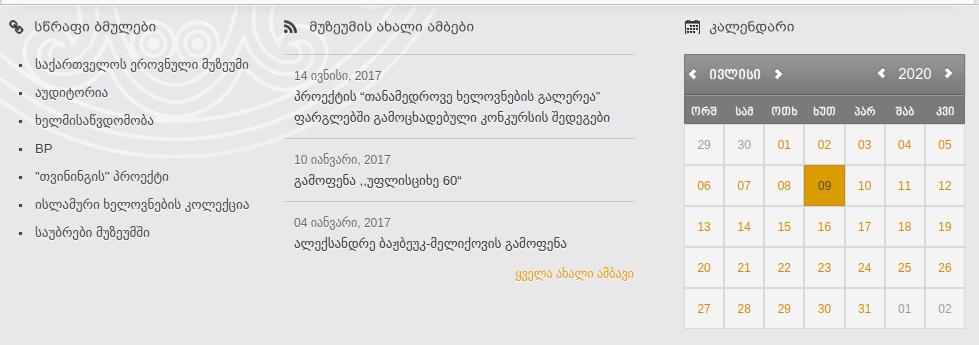 სწრაფი ბმულები
საქართველოს ეროვნული მუზეუმი
აუდიტორია
ხელმისაწვდომობა
BP
"თვინინგის" პროექტი
ისლამური ხელოვნების კოლექცია
საუბრები მუზეუმში
მუზეუმის ახალი ამბები
14 ივნისი, 2017
პროექტის “თანამედროვე ხელოვნების გალერეა”
ფარგლებში გამოცხადებული კონკურსის შედეგები
10 იანვარი, 2017
გამოფენა ,,უფლისციხე 60“
04 იანვარი, 2017
ალექსანდრე ბაჟბეუკ-მელიქოვის გამოფენა
ყველა ახალი ამბავი
კალენდარი
ივლისი 2020
ორშ სამ ოთხ ხუთ პარ შაბ კვი
29 30 01 02 03 04 05
06 07 08 09 10 11 12
13 14 15 16 17 18 19
20 21 22 23 24 25 26
27 28 29 30 31 01 02